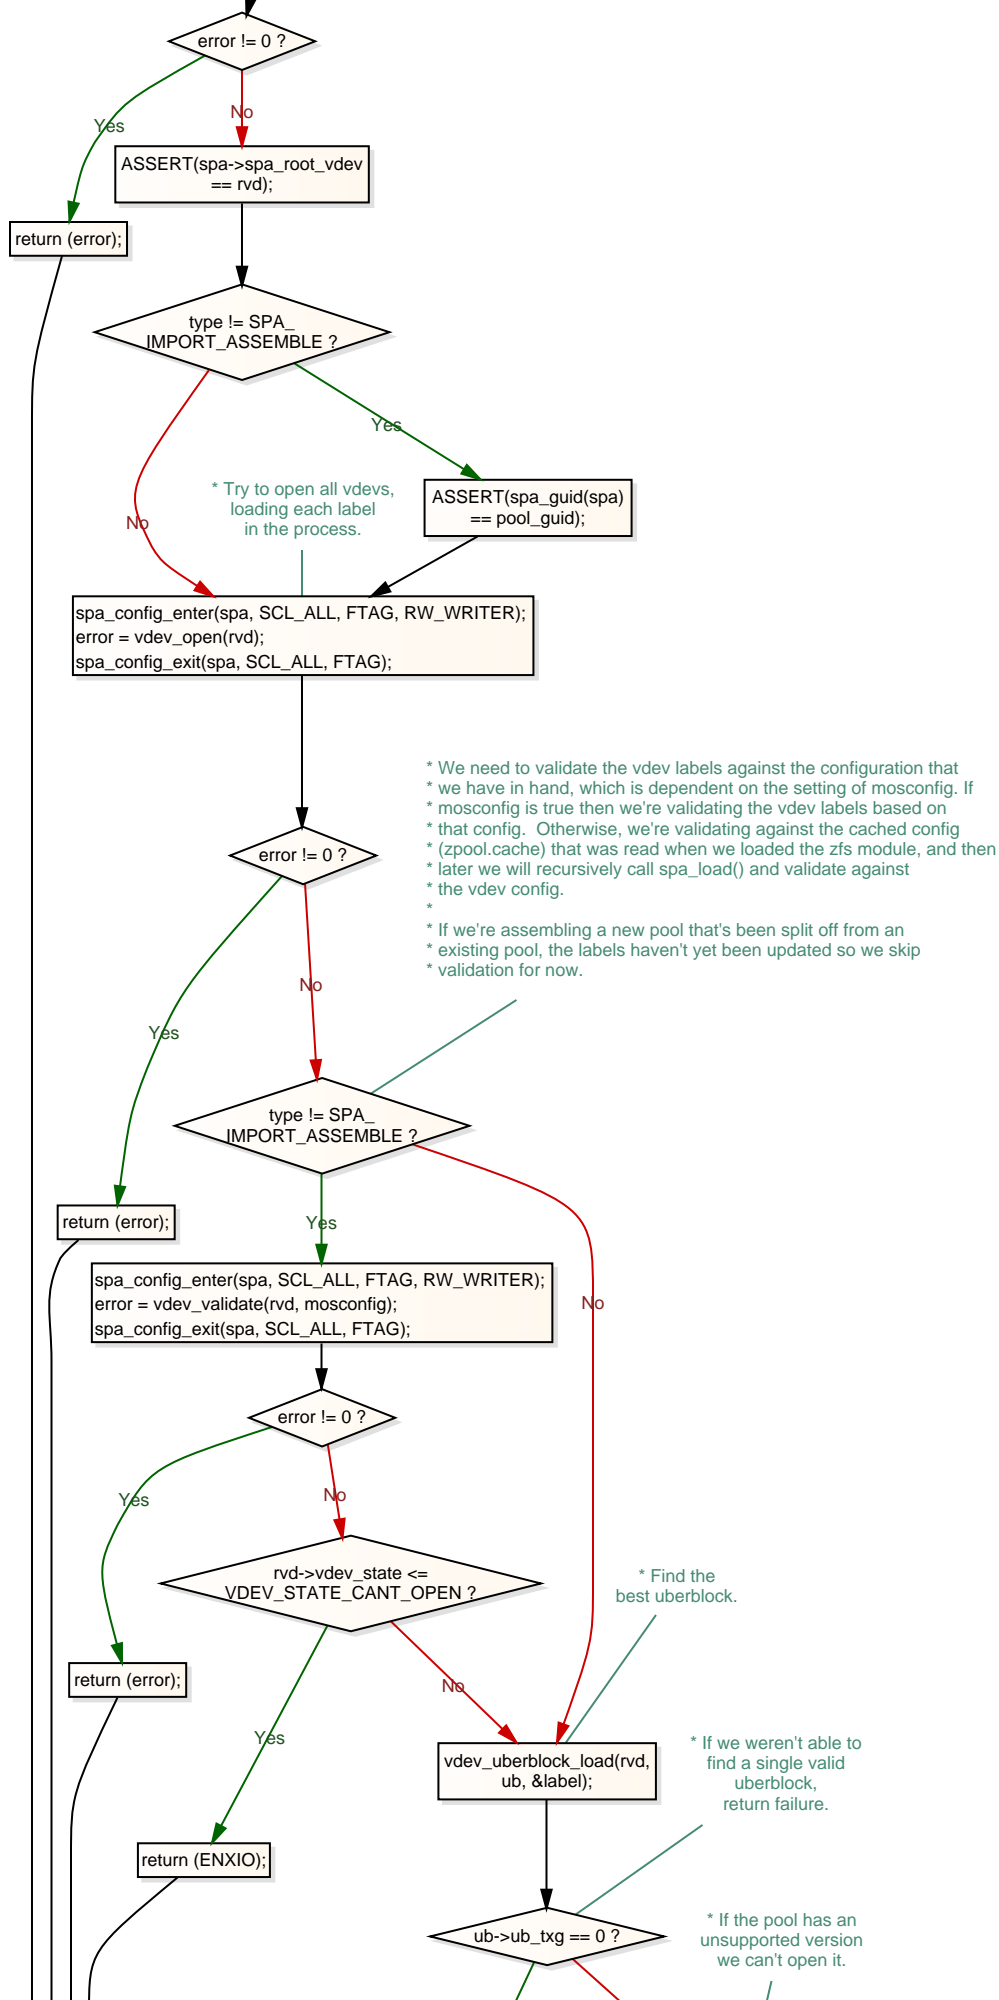 error != 0 ?
Yes
No
ASSERT(spa->spa_root_vdev
== rvd);
return (error);
type != SPA_
IMPORT_ASSEMBLE ?
Yes
No
* Try to open all vdevs,
loading each label
in the process.
ASSERT(spa_guid(spa)
== pool_guid);
spa_config_enter(spa, SCL_ALL, FTAG, RW_WRITER);
error = vdev_open(rvd);
spa_config_exit(spa, SCL_ALL, FTAG);
* We need to validate the vdev labels against the configuration that
* we have in hand, which is dependent on the setting of mosconfig. If
* mosconfig is true then we're validating the vdev labels based on
* that config.  Otherwise, we're validating against the cached config
* (zpool.cache) that was read when we loaded the zfs module, and then
* later we will recursively call spa_load() and validate against
* the vdev config.
*
* If we're assembling a new pool that's been split off from an
* existing pool, the labels haven't yet been updated so we skip
* validation for now.
error != 0 ?
No
Yes
type != SPA_
IMPORT_ASSEMBLE ?
return (error);
Yes
No
spa_config_enter(spa, SCL_ALL, FTAG, RW_WRITER);
error = vdev_validate(rvd, mosconfig);
spa_config_exit(spa, SCL_ALL, FTAG);
error != 0 ?
Yes
No
rvd->vdev_state <=
VDEV_STATE_CANT_OPEN ?
* Find the
best uberblock.
return (error);
No
Yes
vdev_uberblock_load(rvd,
ub, &label);
* If we weren't able to
find a single valid
uberblock,
return failure.
return (ENXIO);
ub->ub_txg == 0 ?
* If the pool has an
unsupported version
we can't open it.